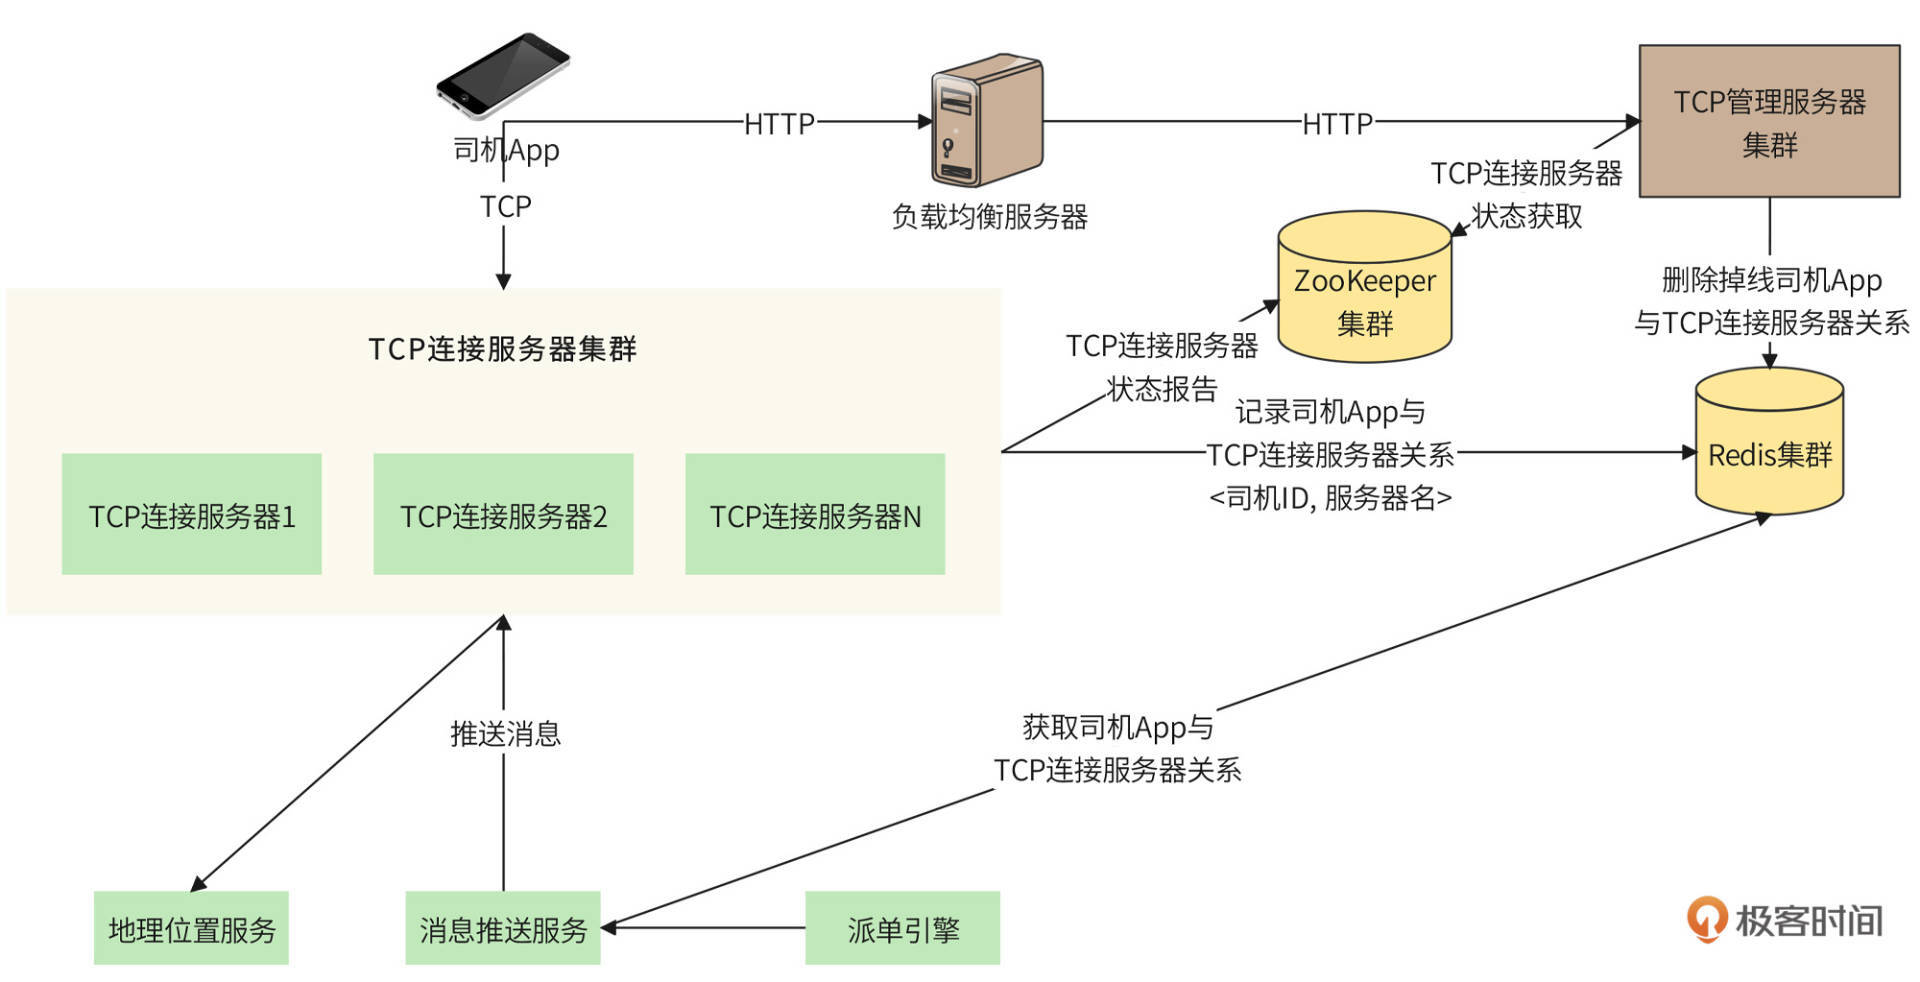 司机App
HTTP
HTTP
TCP管理服务器
集群
TCP
负载均衡服务器
TCP连接服务器
状态获取
ZooKeeper
集群
删除掉线司机App
与TCP连接服务器关系
TCP连接服务器集群
TCP连接服务器
状态报告
记录司机App与
TCP连接服务器关系
<司机ID, 服务器名>
Redis集群
TCP连接服务器1
TCP连接服务器2
TCP连接服务器N
推送消息
获取司机App与
TCP连接服务器关系
地理位置服务
消息推送服务
派单引擎
极客时间